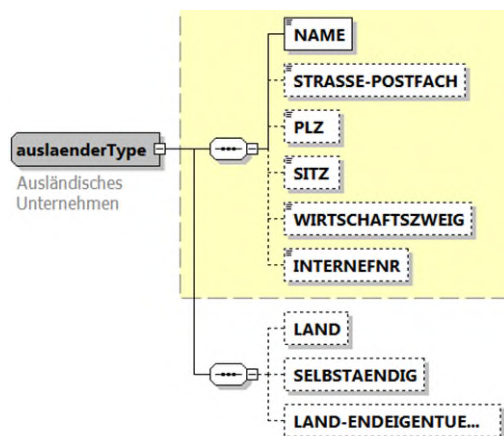 NAME
STRASSE-POSTFACH
PLZ
auslaenderType
SITZ
Ausländisches
Unternehmen
WIRTSCHAFTSZWEIG
INTERNEFNR
LAND
SELBSTAENDIG
LAND-ENDEIGENTUE...